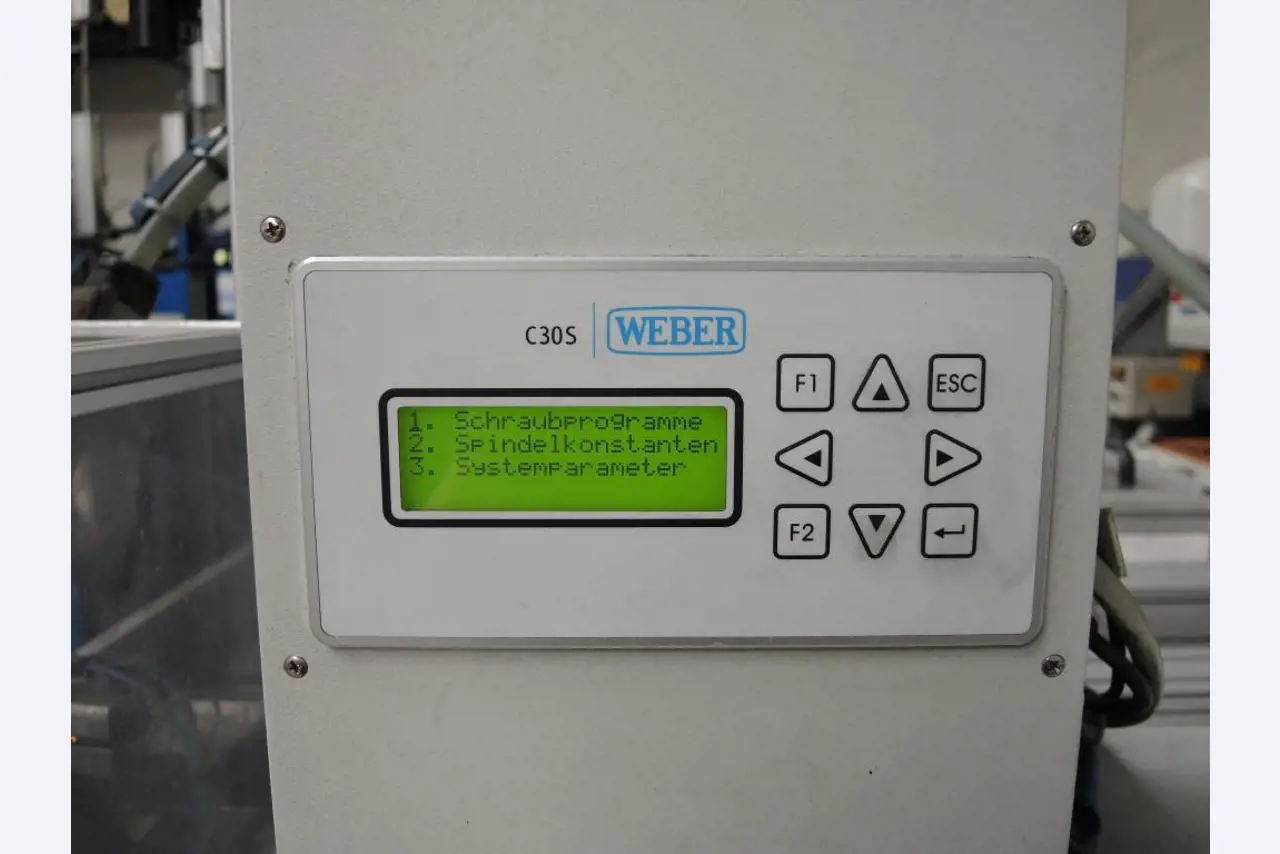 C30S WEBER
F1 ESC
1. Schraubprogramme
2. Spindelkonstanten
3. Systemparameter
F2